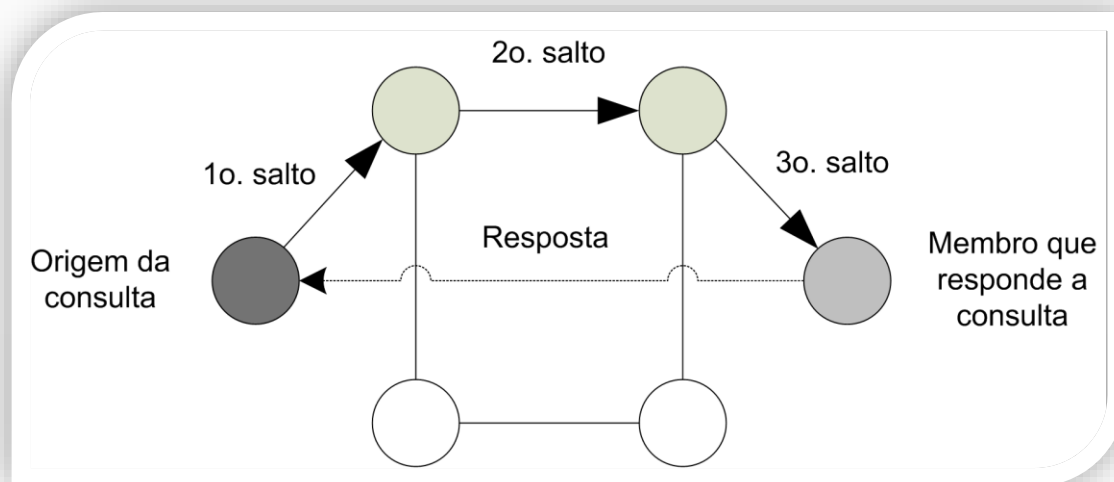 2o. salto
1o. salto
3o. salto
Origem da
consulta
Resposta
Membro que
responde a
consulta